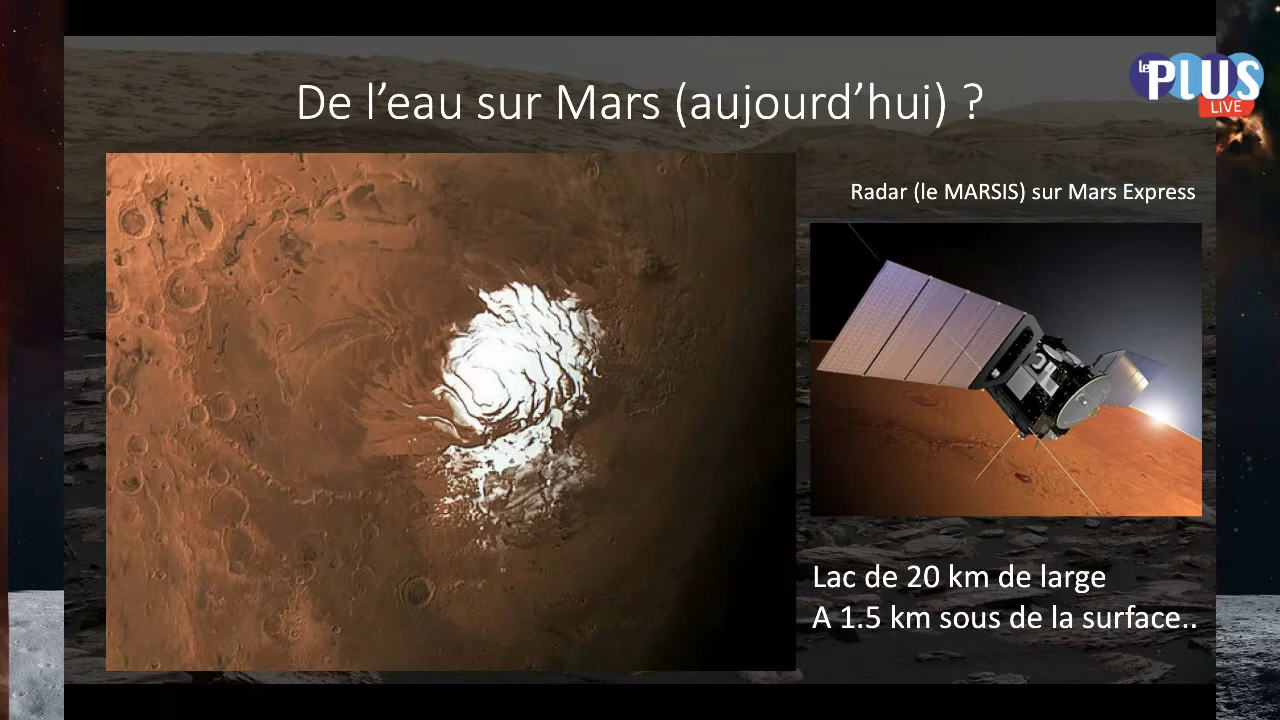 De l'eau sur Mars (aujourd'hui) ?
le PLUS
LIVE
Radar (le MARSIS) sur Mars Express
Lac de 20 km de large
A 1.5 km sous de la surface..